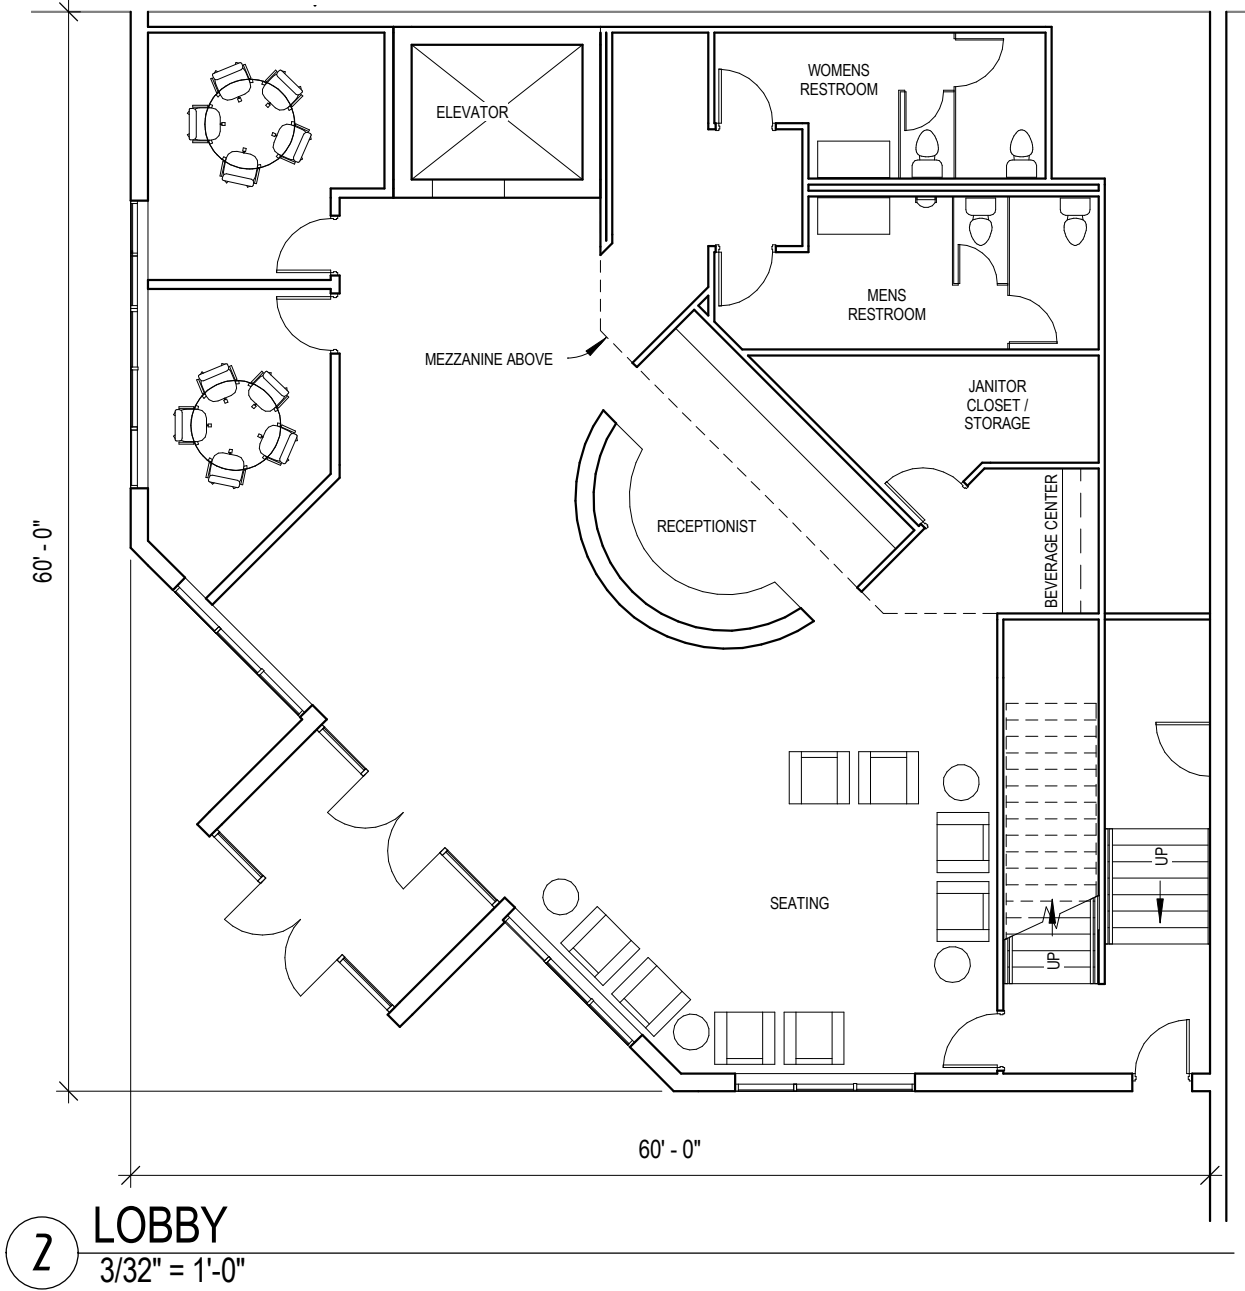 WOMENS
RESTROOM
ELEVATOR
MENS
RESTROOM
MEZZANINE ABOVE
JANITOR
CLOSET /
STORAGE
BEVERAGE CENTER
RECEPTIONIST
60' - 0"
UP
SEATING
UP
60' - 0"
2
LOBBY
3/32" = 1'-0"